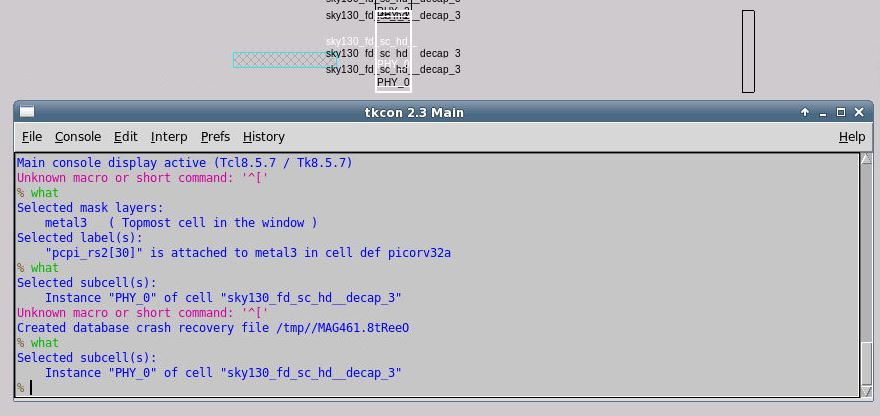 PHY_0
sky130_fd_sc_hd__decap_3
sky130_fd_sc_hd_
sky130_fd_sc_hd__decap_3
PHY_0
sky130_fd_sc_hd__decap_3
PHY_0
tkcon 2.3 Main
File Console Edit Interp Prefs History Help
Main console display active (Tcl8.5.7 / Tk8.5.7)
Unknown macro or short command: '^['
% what
Selected mask layers:
metal3 ( Topmost cell in the window )
Selected label(s):
"pcpi_rs2[30]" is attached to metal3 in cell def picorv32a
% what
Selected subcell(s):
Instance "PHY_0" of cell "sky130_fd_sc_hd__decap_3"
Unknown macro or short command: '^['
Created database crash recovery file /tmp//MAG461.8tReeO
% what
Selected subcell(s):
Instance "PHY_0" of cell "sky130_fd_sc_hd__decap_3"
%